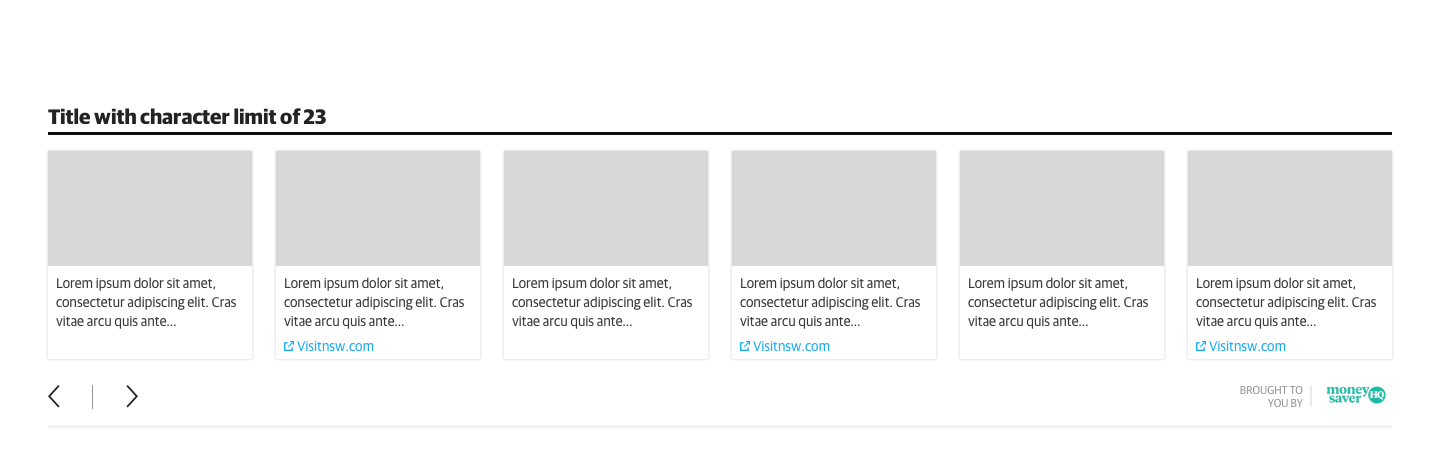 Title with character limit of 23
Lorem ipsum dolor sit amet,
consectetur adipiscing elit. Cras
vitae arcu quis ante...
Lorem ipsum dolor sit amet,
consectetur adipiscing elit. Cras
vitae arcu quis ante...
Visitnsw.com
Lorem ipsum dolor sit amet,
consectetur adipiscing elit. Cras
vitae arcu quis ante...
Lorem ipsum dolor sit amet,
consectetur adipiscing elit. Cras
vitae arcu quis ante...
Visitnsw.com
Lorem ipsum dolor sit amet,
consectetur adipiscing elit. Cras
vitae arcu quis ante...
Lorem ipsum dolor sit amet,
consectetur adipiscing elit. Cras
vitae arcu quis ante...
Visitnsw.com
BROUGHT TO
YOU BY
money
saver HQ